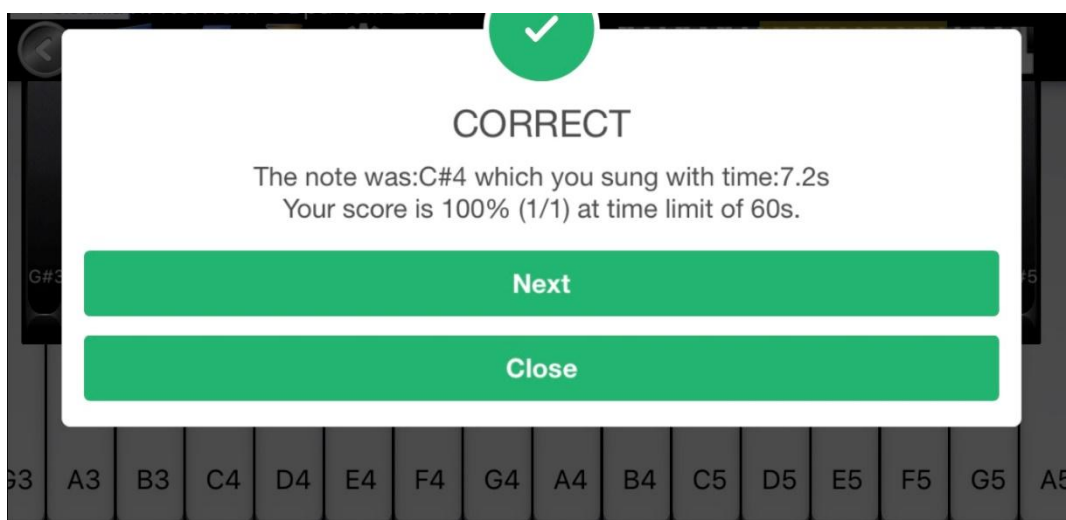 CORRECT
The note was:C#4 which you sung with time:7.2s
Your score is 100% (1/1) at time limit of 60s.
G#3
Next
Close
A3 B3 C4 D4 E4 F4 G4 A4 B4 C5 D5 E5 F5 G5